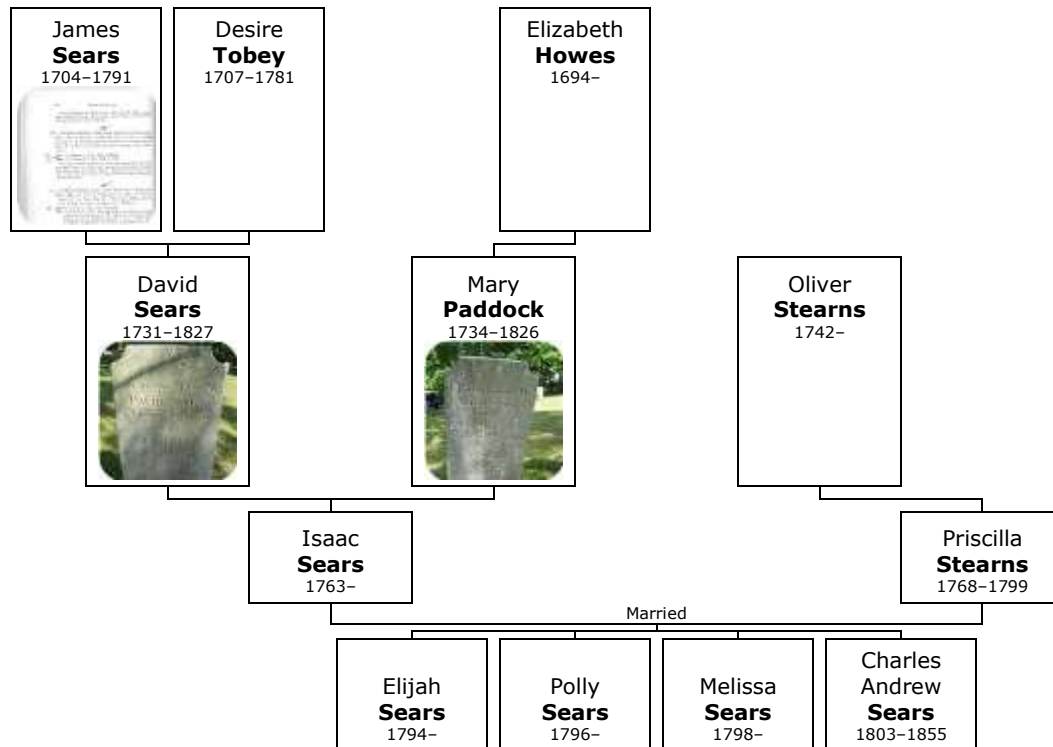 James
Sears
1704–1791
Desire
Tobey
1707–1781
Elizabeth
Howes
1694–
David
Sears
1731–1827
Mary
Paddock
1734–1826
Oliver
Stearns
1742–
Isaac
Sears
1763–
Priscilla
Stearns
1768–1799
Married
Elijah
Sears
1794–
Polly
Sears
1796–
Melissa
Sears
1798–
Charles
Andrew
Sears
1803–1855